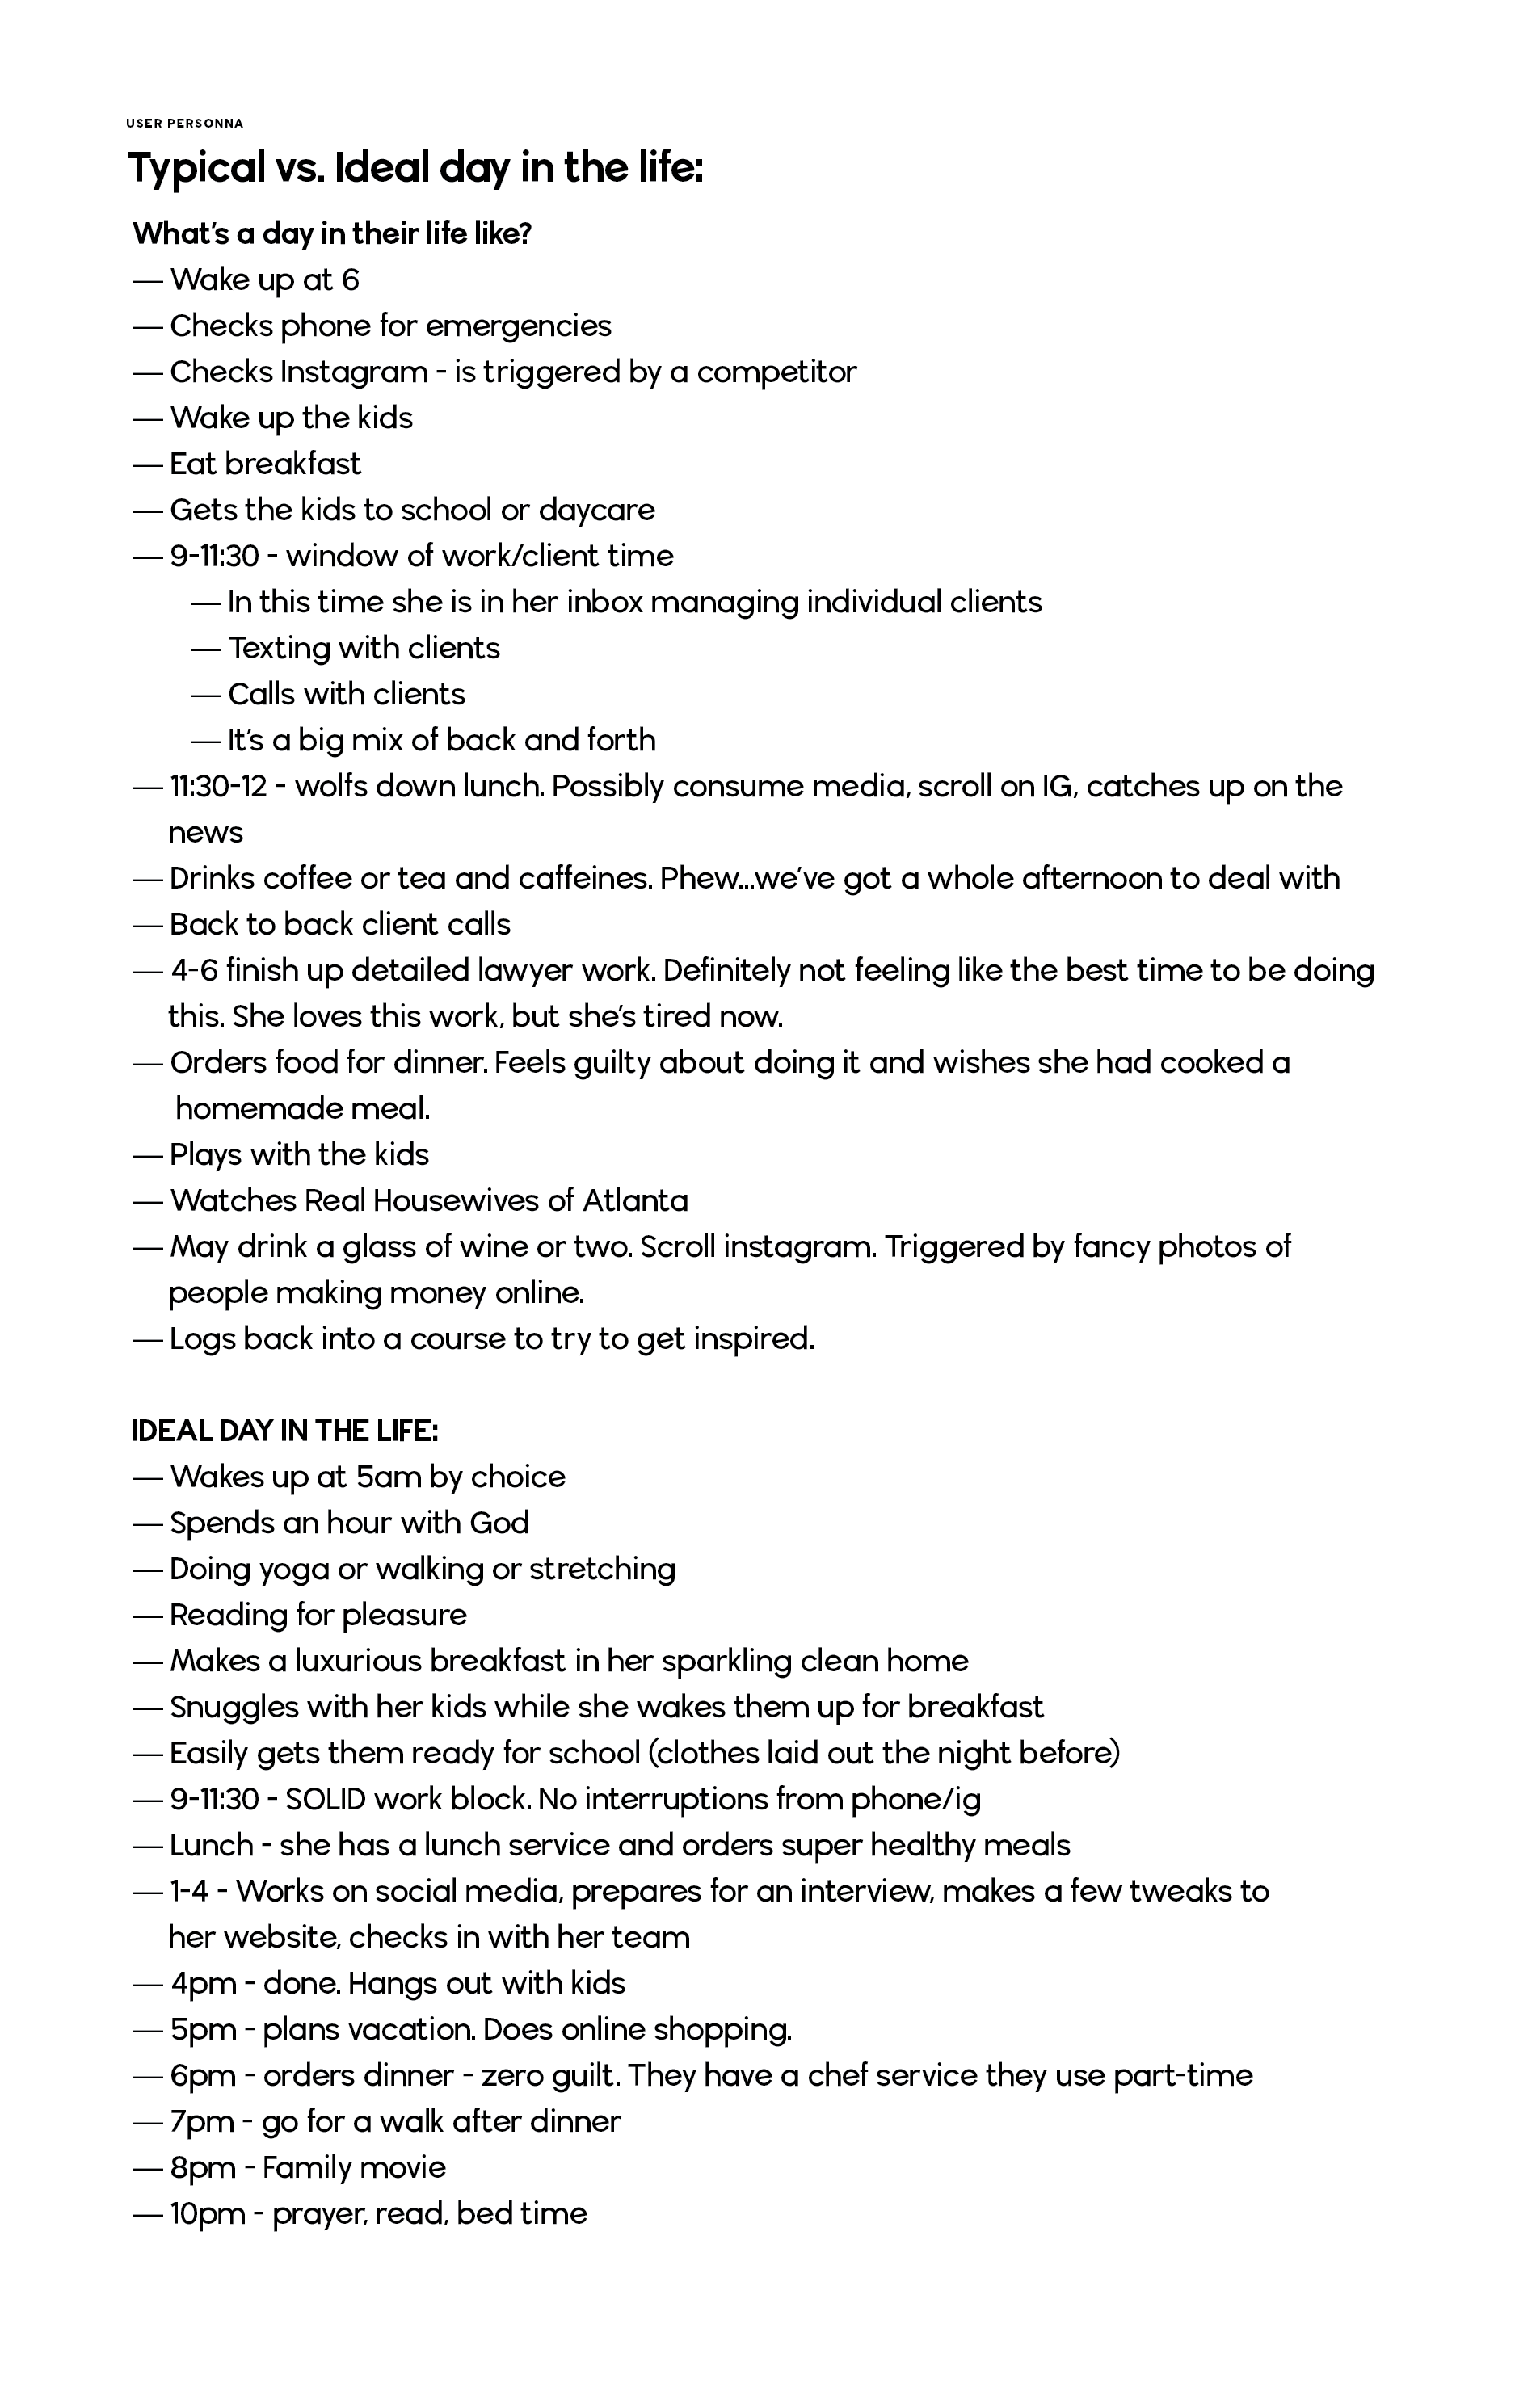 USER PERSONNA
Typical vs. Ideal day in the life:
What's a day in their life like?
— Wake up at 6
— Checks phone for emergencies
— Checks Instagram - is triggered by a competitor
— Wake up the kids
— Eat breakfast
— Gets the kids to school or daycare
— 9-11:30 - window of work/client time
— In this time she is in her inbox managing individual clients
— Texting with clients
— Calls with clients
— It's a big mix of back and forth
— 11:30-12 - wolfs down lunch. Possibly consume media, scroll on IG, catches up on the
news
— Drinks coffee or tea and caffeines. Phew...we've got a whole afternoon to deal with
— Back to back client calls
— 4-6 finish up detailed lawyer work. Definitely not feeling like the best time to be doing
this. She loves this work, but she's tired now.
— Orders food for dinner. Feels guilty about doing it and wishes she had cooked a
homemade meal.
— Plays with the kids
— Watches Real Housewives of Atlanta
— May drink a glass of wine or two. Scroll instagram. Triggered by fancy photos of
people making money online.
— Logs back into a course to try to get inspired.
IDEAL DAY IN THE LIFE:
— Wakes up at 5am by choice
— Spends an hour with God
— Doing yoga or walking or stretching
— Reading for pleasure
— Makes a luxurious breakfast in her sparkling clean home
— Snuggles with her kids while she wakes them up for breakfast
— Easily gets them ready for school (clothes laid out the night before)
— 9-11:30 - SOLID work block. No interruptions from phone/ig
— Lunch - she has a lunch service and orders super healthy meals
— 1-4 - Works on social media, prepares for an interview, makes a few tweaks to
her website, checks in with her team
— 4pm - done. Hangs out with kids
— 5pm - plans vacation. Does online shopping.
— 6pm - orders dinner - zero guilt. They have a chef service they use part-time
— 7pm - go for a walk after dinner
— 8pm - Family movie
— 10pm - prayer, read, bed time